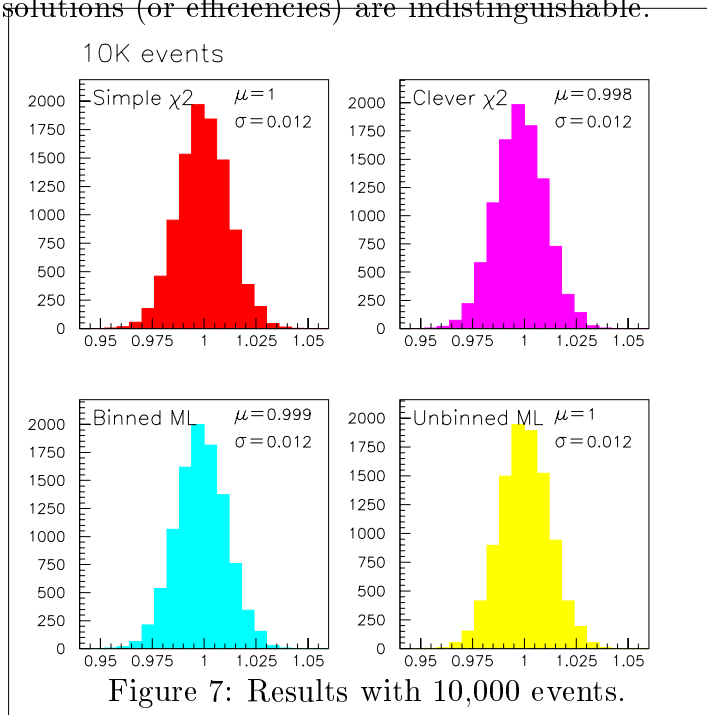 solutions (or efficiencies) are indistinguishable.
10K events
Simple χ2 μ=1
σ=0.012
2000
1750
1500
1250
1000
750
500
250
0
0.95 0.975 1 1.025 1.05
Clever χ2 μ=0.998
σ=0.012
2000
1750
1500
1250
1000
750
500
250
0
0.95 0.975 1 1.025 1.05
Binned ML μ=0.999
σ=0.012
2000
1750
1500
1250
1000
750
500
250
0
0.95 0.975 1 1.025 1.05
Unbinned ML μ=1
σ=0.012
2000
1750
1500
1250
1000
750
500
250
0
0.95 0.975 1 1.025 1.05
Figure 7: Results with 10,000 events.